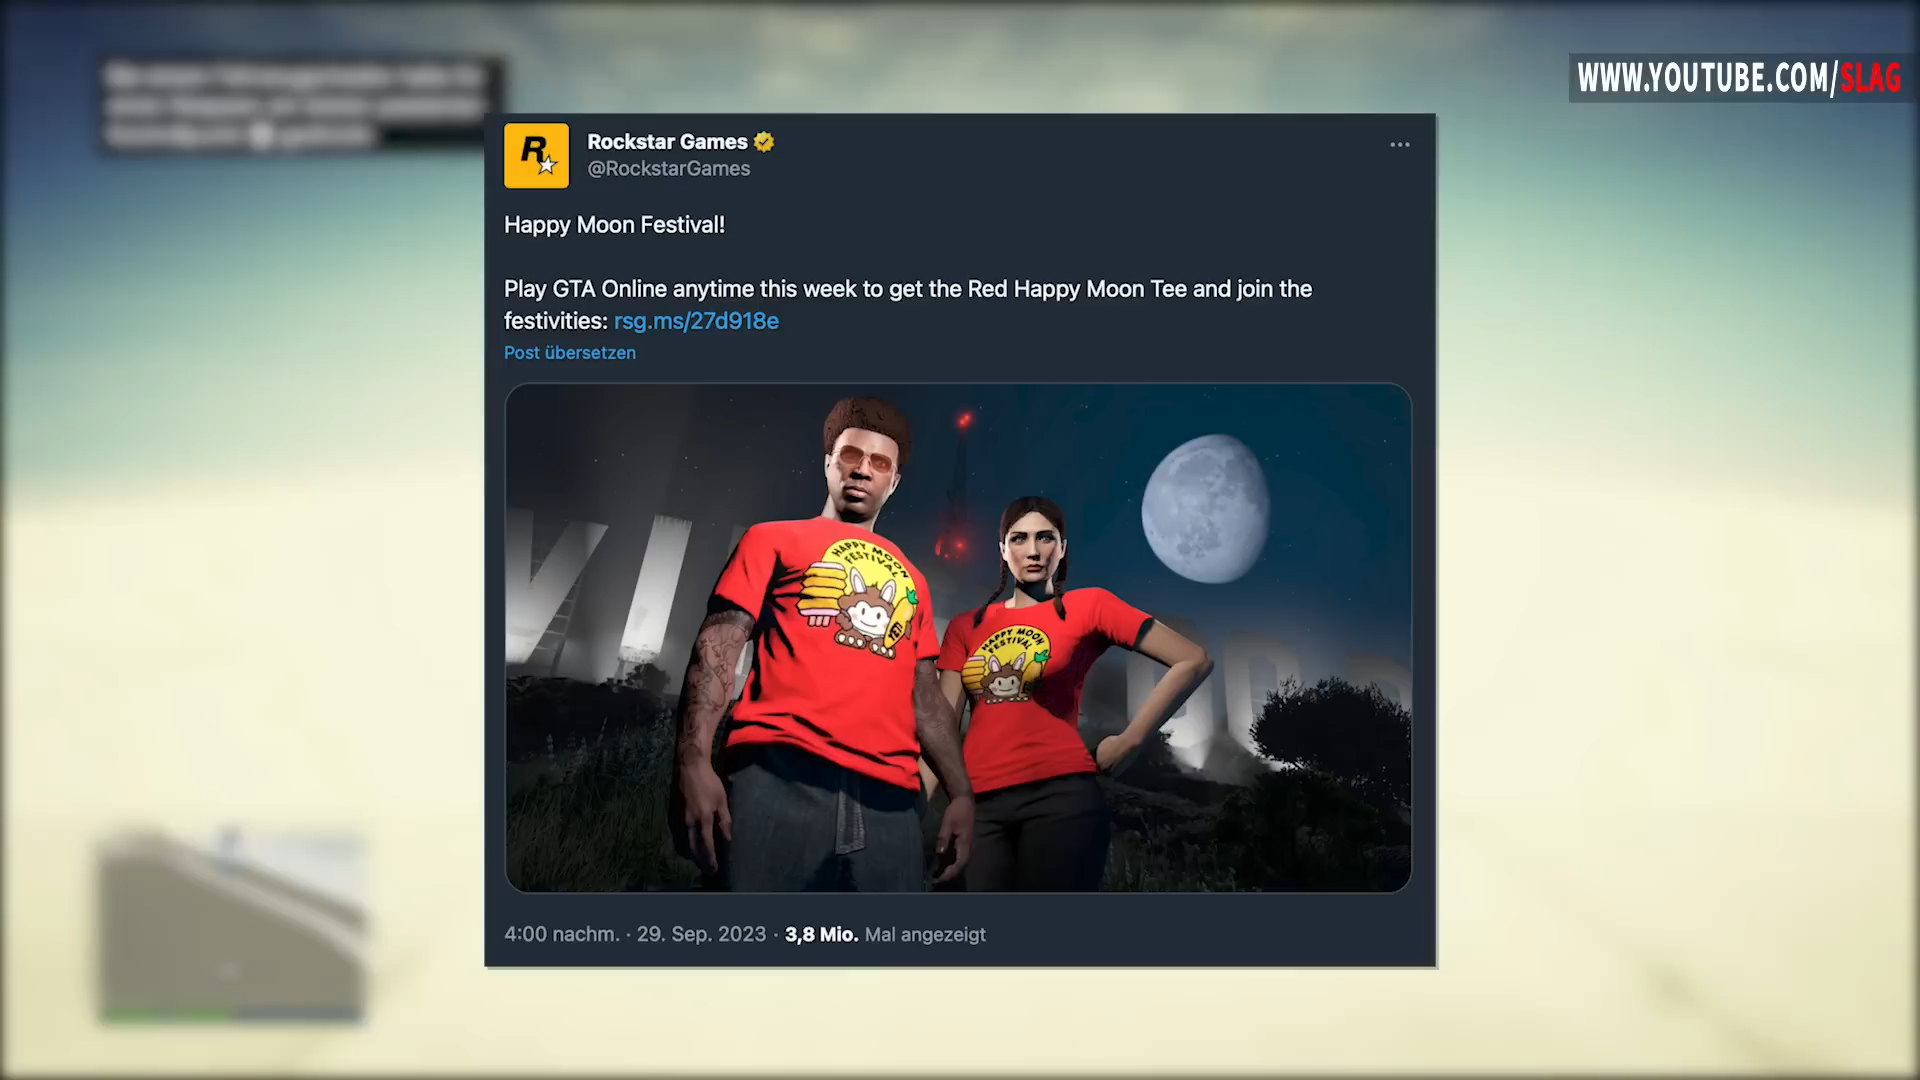 WWW.YOUTUBE.COM/SLAG
Rockstar Games
@RockstarGames
Happy Moon Festival!
Play GTA Online anytime this week to get the Red Happy Moon Tee and join the
festivities: rsg.ms/27d918e
Post übersetzen
VI
HAPPY MOON
FESTIVAL
YETI
HAPPY MOON
FESTIVAL
4:00 nachm. · 29. Sep. 2023 · 3,8 Mio. Mal angezeigt